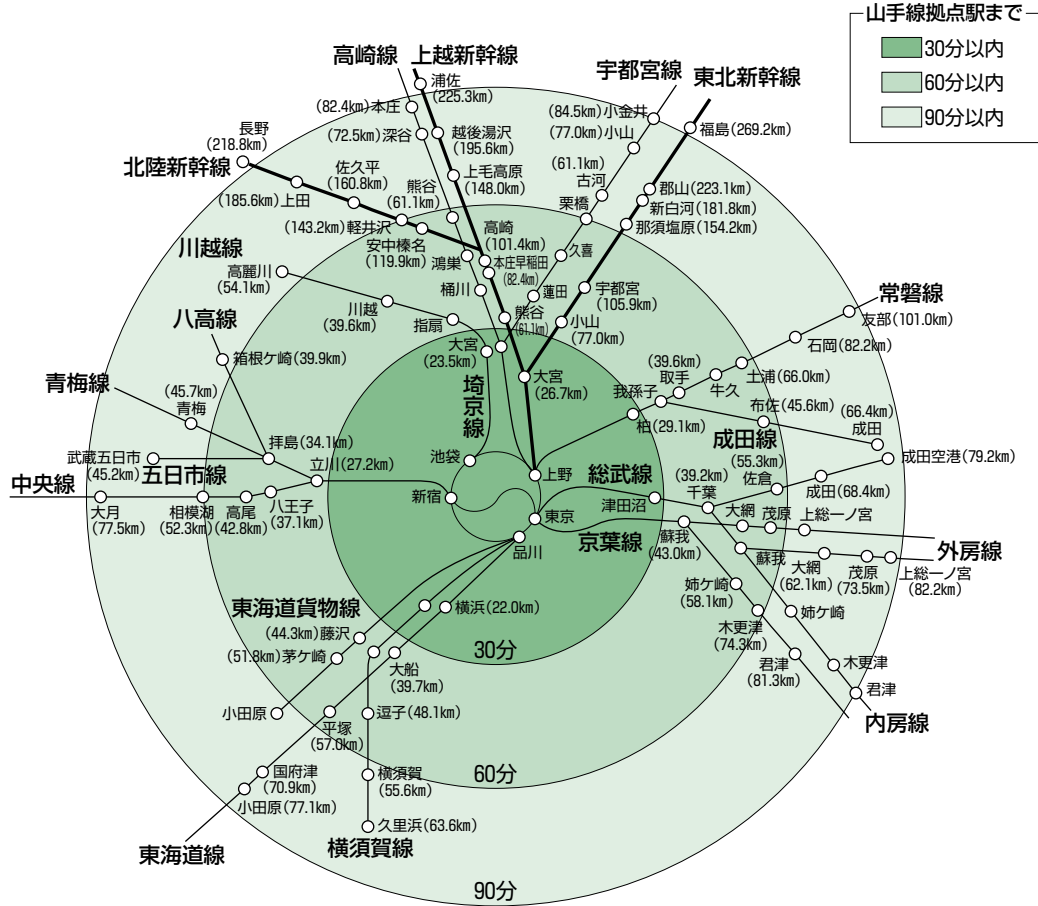 山手線拠点駅まで
30分以内
60分以内
90分以内
高崎線
上越新幹線
宇都宮線
東北新幹線
浦佐
(225.3km)
(82.4km)本庄
(72.5km)深谷
越後湯沢
(195.6km)
上毛高原
(148.0km)
(84.5km)小金井
(77.0km)小山
(61.1km)
古河
栗橋
久喜
蓮田
福島(269.2km)
郡山(223.1km)
新白河(181.8km)
那須塩原(154.2km)
宇都宮
(105.9km)
小山
(77.0km)
長野
(218.8km)
北陸新幹線
佐久平
(160.8km)
(185.6km)上田
(143.2km)軽井沢
安中榛名
(119.9km)
熊谷
(61.1km)
高崎
(101.4km)
本庄早稲田
(82.4km)
鴻巣
桶川
熊谷
(61.1km)
川越線
高麗川
(54.1km)
川越
(39.6km)
指扇
大宮
(23.5km)
大宮
(26.7km)
埼京線
八高線
箱根ケ崎(39.9km)
青梅線
(45.7km)
青梅
拝島(34.1km)
武蔵五日市
(45.2km)
五日市線
立川(27.2km)
中央線
大月
(77.5km)
相模湖
(52.3km)
高尾
(42.8km)
八王子
(37.1km)
池袋
新宿
上野
東京
品川
常磐線
友部(101.0km)
石岡(82.2km)
土浦(66.0km)
牛久
(39.6km)
取手
我孫子
柏(29.1km)
布佐(45.6km)
成田線
(66.4km)
成田
成田空港(79.2km)
成田(68.4km)
(55.3km)
佐倉
総武線
津田沼
(39.2km)
千葉
京葉線
蘇我
(43.0km)
大網
茂原
上総一ノ宮
外房線
蘇我
大網
(62.1km)
茂原
(73.5km)
上総一ノ宮
(82.2km)
姉ケ崎
(58.1km)
木更津
(74.3km)
君津
(81.3km)
姉ケ崎
木更津
君津
内房線
東海道貨物線
(44.3km)藤沢
(51.8km)茅ケ崎
小田原
横浜(22.0km)
大船
(39.7km)
逗子(48.1km)
平塚
(57.0km)
横須賀
(55.6km)
久里浜(63.6km)
国府津
(70.9km)
小田原(77.1km)
東海道線
横須賀線
30分
60分
90分